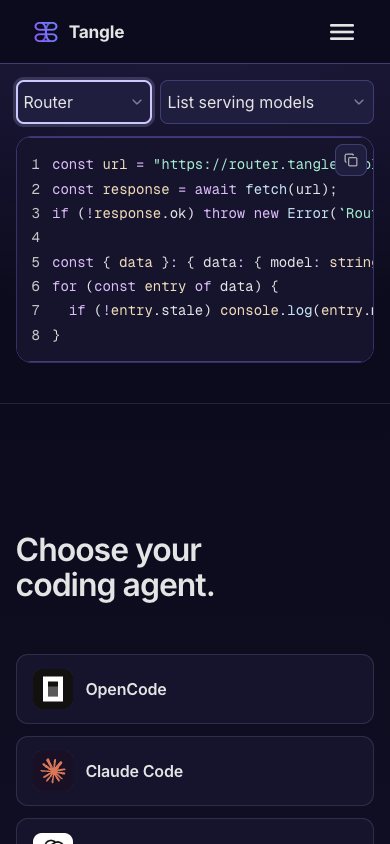 Tangle
Router
List serving models
1 const url = "https://router.tangle
2 const response = await fetch(url);
3 if (!response.ok) throw new Error(`Rou
4
5 const { data }: { data: { model: string
6 for (const entry of data) {
7 if (!entry.stale) console.log(entry.
8 }
Choose your
coding agent.
OpenCode
Claude Code